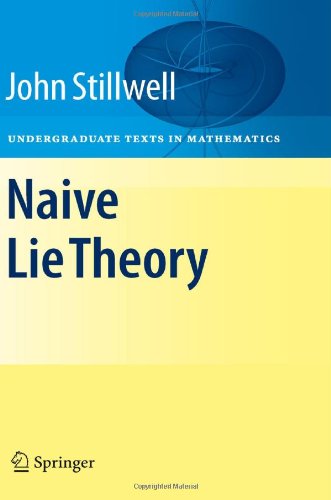 John Stillwell
UNDERGRADUATE TEXTS IN MATHEMATICS
Naive
Lie Theory
Springer